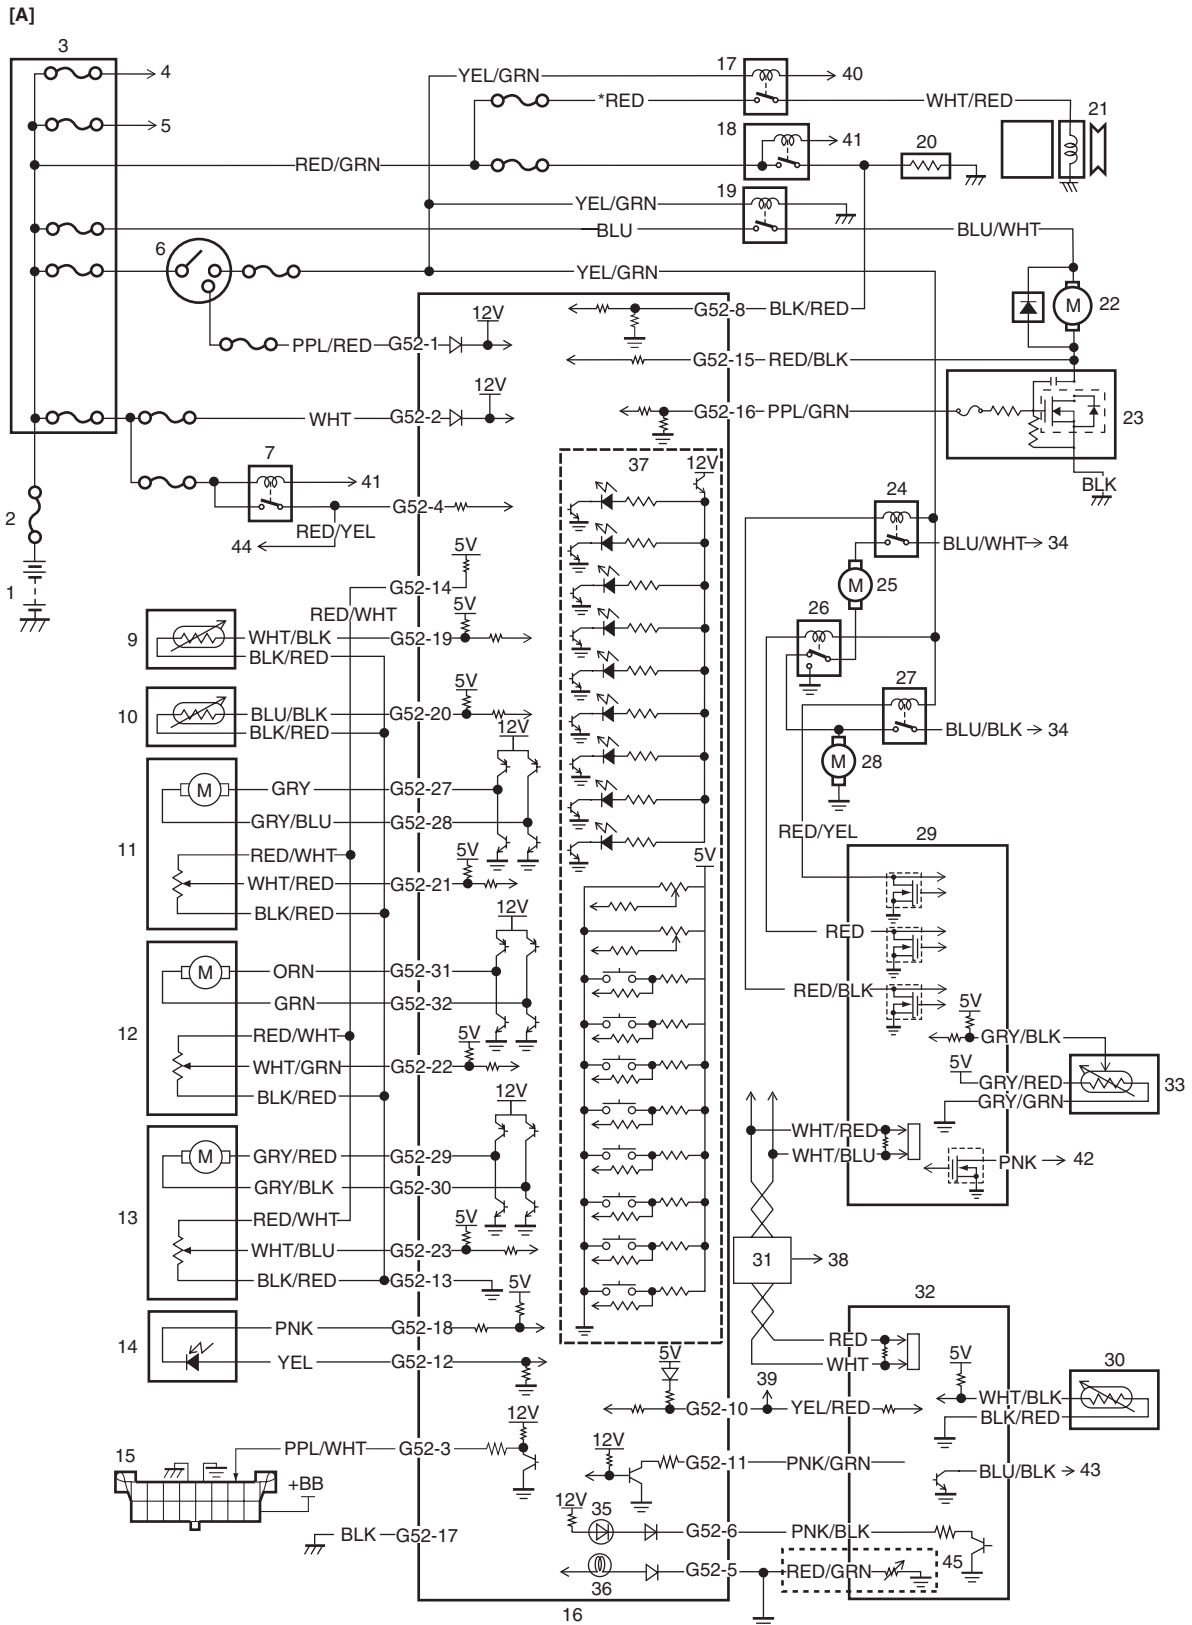 [A]
3
4
YEL/GRN
17
40
*RED
WHT/RED
21
5
18
41
20
RED/GRN
19
YEL/GRN
BLU
BLU/WHT
6
YEL/GRN
12V
G52-8
BLK/RED
M
22
PPL/RED
G52-1
G52-15
RED/BLK
12V
WHT
G52-2
G52-16
PPL/GRN
23
7
37
12V
41
BLK
24
2
G52-4
RED/YEL
44
BLU/WHT
34
5V
1
G52-14
M
25
RED/WHT
5V
26
9
WHT/BLK
G52-19
BLK/RED
5V
27
10
BLU/BLK
G52-20
BLK/RED
12V
BLU/BLK
34
M
28
M
GRY
G52-27
GRY/BLU
G52-28
RED/YEL
29
11
RED/WHT
5V
5V
WHT/RED
G52-21
BLK/RED
12V
RED
M
ORN
G52-31
RED/BLK
GRN
G52-32
5V
12
RED/WHT
5V
GRY/BLK
WHT/GRN
G52-22
5V
GRY/RED
33
BLK/RED
12V
GRY/GRN
WHT/RED
M
GRY/RED
G52-29
WHT/BLU
PNK
42
GRY/BLK
G52-30
13
RED/WHT
5V
WHT/BLU
G52-23
31
38
BLK/RED
G52-13
5V
32
14
PNK
G52-18
RED
5V
30
YEL
G52-12
5V
WHT
39
WHT/BLK
12V
G52-10
YEL/RED
BLK/RED
15
PPL/WHT
G52-3
12V
G52-11
PNK/GRN
BLU/BLK
43
+BB
12V
35
BLK
G52-17
G52-6
PNK/BLK
G52-5
RED/GRN
45
36
16